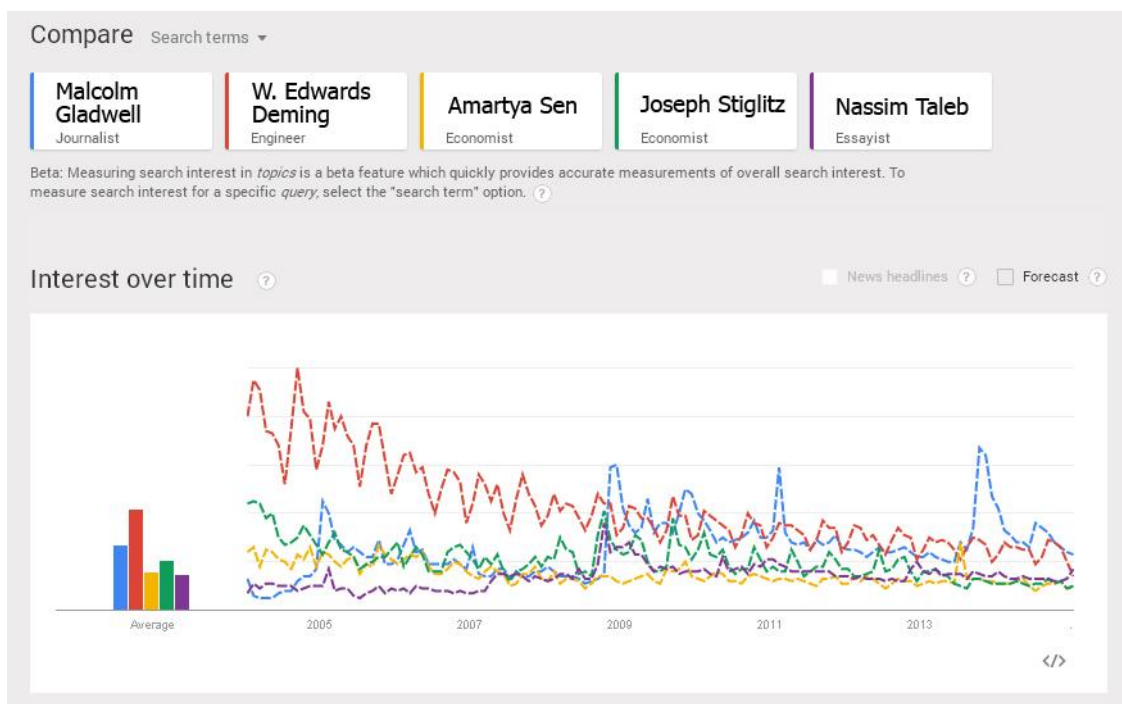 Compare Search terms
Malcolm
Gladwell
Journalist
W. Edwards
Deming
Engineer
Amartya Sen
Economist
Joseph Stiglitz
Economist
Nassim Taleb
Essayist
Beta: Measuring search interest in topics is a beta feature which quickly provides accurate measurements of overall search interest. To
measure search interest for a specific query, select the "search term" option. ?
Interest over time ?
News headlines ? Forecast ?
Average 2005 2007 2009 2011 2013 .
</>